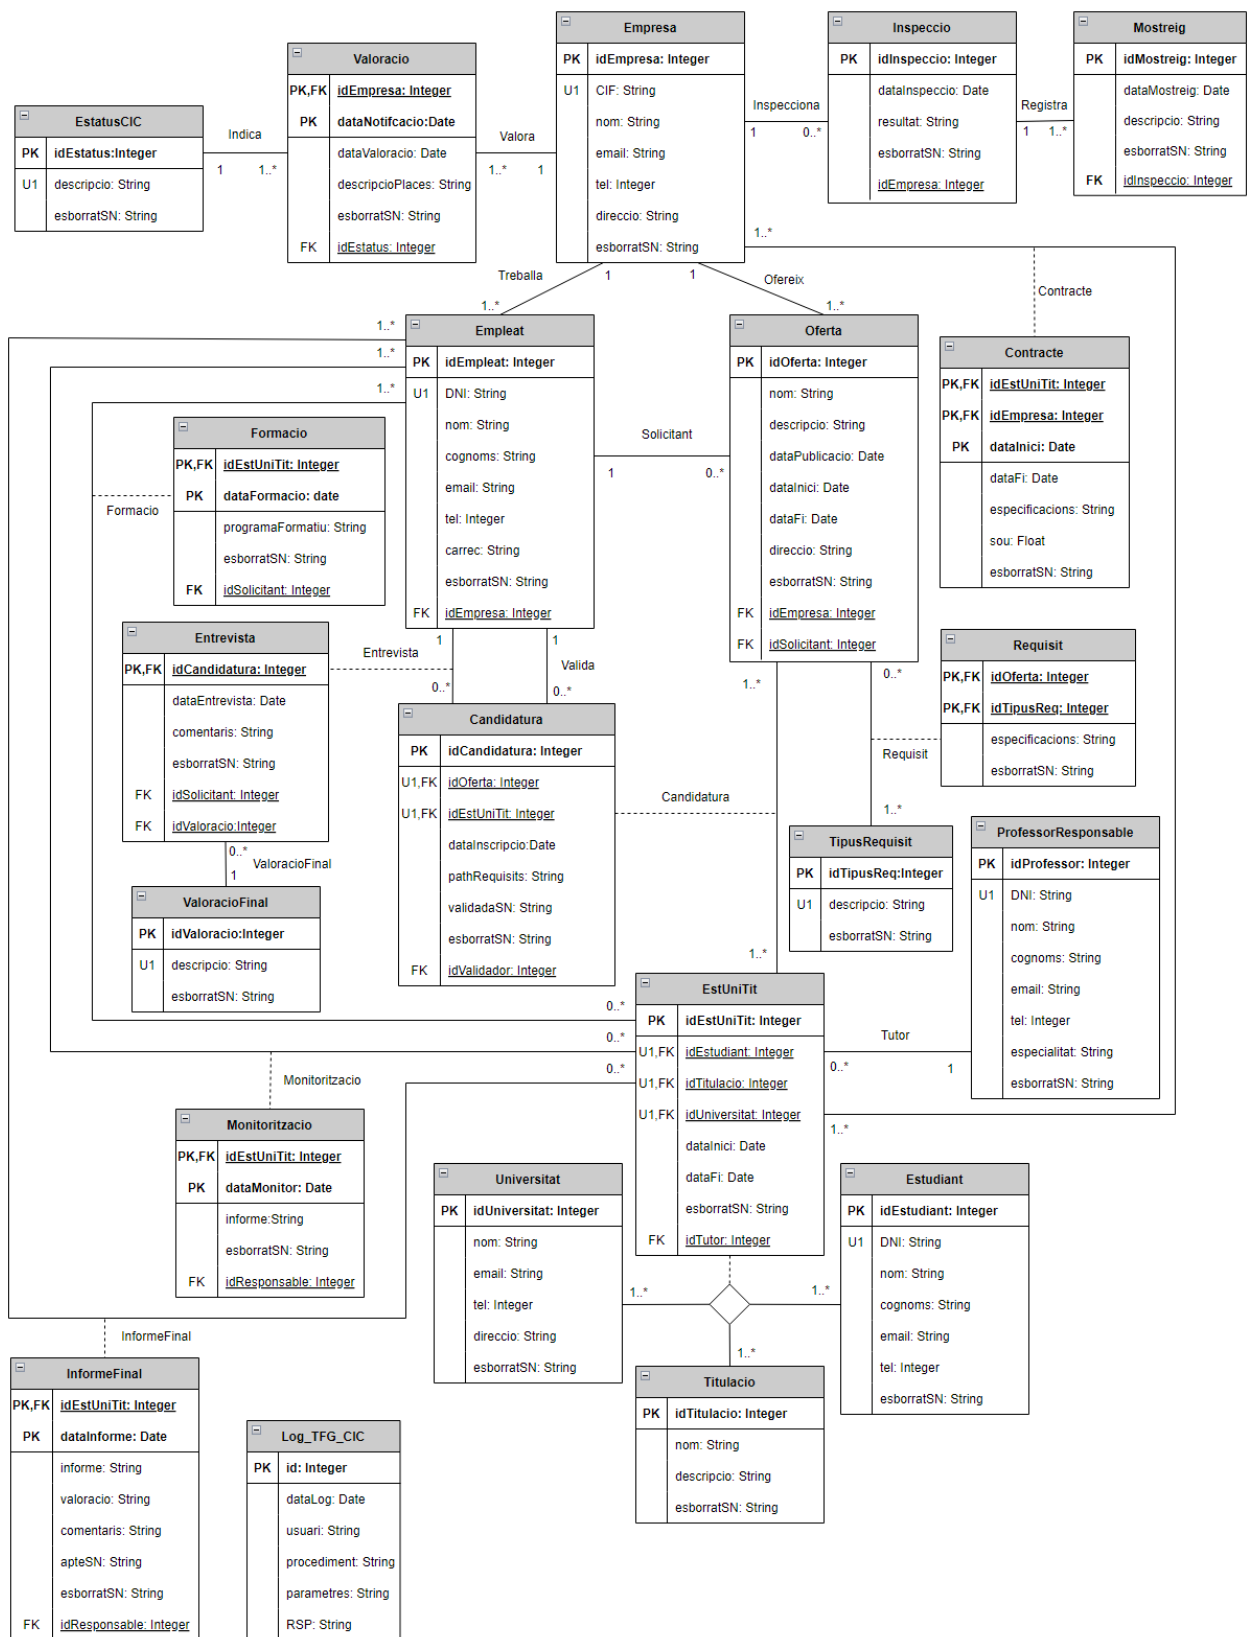 Empresa
PK idEmpresa: Integer
U1 CIF: String
nom: String
email: String
tel: Integer
direccio: String
esborratSN: String
Inspeccio
PK idInspeccio: Integer
dataInspeccio: Date
resultat: String
esborratSN: String
idEmpresa: Integer
Mostreig
PK idMostreig: Integer
dataMostreig: Date
descripcio: String
esborratSN: String
FK idInspeccio: Integer
Valoracio
PK,FK idEmpresa: Integer
PK dataNotifcacio:Date
dataValoracio: Date
descripcioPlaces: String
esborratSN: String
FK idEstatus: Integer
EstatusCIC
PK idEstatus:Integer
U1 descripcio: String
esborratSN: String
Indica
1 1..*
Valora
1..* 1
Inspecciona
1 0..*
Registra
1 1..*
Treballa
1
1..*
Ofereix
1
1..*
1..*
Contracte
Empleat
PK idEmpleat: Integer
U1 DNI: String
nom: String
cognoms: String
email: String
tel: Integer
carrec: String
esborratSN: String
FK idEmpresa: Integer
1..*
1..*
1..*
Oferta
PK idOferta: Integer
nom: String
descripcio: String
dataPublicacio: Date
dataInici: Date
dataFi: Date
direccio: String
esborratSN: String
FK idEmpresa: Integer
FK idSolicitant: Integer
Solicitant
1 0..*
Contracte
PK,FK idEstUniTit: Integer
PK,FK idEmpresa: Integer
PK dataInici: Date
dataFi: Date
especificacions: String
sou: Float
esborratSN: String
Formacio
PK,FK idEstUniTit: Integer
PK dataFormacio: date
programaFormatiu: String
esborratSN: String
FK idSolicitant: Integer
Formacio
Entrevista
PK,FK idCandidatura: Integer
dataEntrevista: Date
comentaris: String
esborratSN: String
FK idSolicitant: Integer
FK idValoracio:Integer
Entrevista
1
0..*
Valida
1
0..*
1..*
0..*
Requisit
PK,FK idOferta: Integer
PK,FK idTipusReq: Integer
especificacions: String
esborratSN: String
Requisit
1..*
Candidatura
PK idCandidatura: Integer
U1,FK idOferta: Integer
U1,FK idEstUniTit: Integer
dataInscripcio:Date
pathRequisits: String
validadaSN: String
esborratSN: String
FK idValidador: Integer
Candidatura
1..*
0..*
ValoracioFinal
1
ValoracioFinal
PK idValoracio:Integer
U1 descripcio: String
esborratSN: String
TipusRequisit
PK idTipusReq:Integer
U1 descripcio: String
esborratSN: String
ProfessorResponsable
PK idProfessor: Integer
U1 DNI: String
nom: String
cognoms: String
email: String
tel: Integer
especialitat: String
esborratSN: String
EstUniTit
PK idEstUniTit: Integer
U1,FK idEstudiant: Integer
U1,FK idTitulacio: Integer
U1,FK idUniversitat: Integer
dataInici: Date
dataFi: Date
esborratSN: String
FK idTutor: Integer
0..*
0..*
0..*
Tutor
0..* 1
1..*
Monitoritzacio
Monitoritzacio
PK,FK idEstUniTit: Integer
PK dataMonitor: Date
informe:String
esborratSN: String
FK idResponsable: Integer
Universitat
PK idUniversitat: Integer
nom: String
email: String
tel: Integer
direccio: String
esborratSN: String
Estudiant
PK idEstudiant: Integer
U1 DNI: String
nom: String
cognoms: String
email: String
tel: Integer
esborratSN: String
1..*
1..*
1..*
Titulacio
PK idTitulacio: Integer
nom: String
descripcio: String
esborratSN: String
InformeFinal
InformeFinal
PK,FK idEstUniTit: Integer
PK dataInforme: Date
informe: String
valoracio: String
comentaris: String
apteSN: String
esborratSN: String
FK idResponsable: Integer
Log_TFG_CIC
PK id: Integer
dataLog: Date
usuari: String
procediment: String
parametres: String
RSP: String